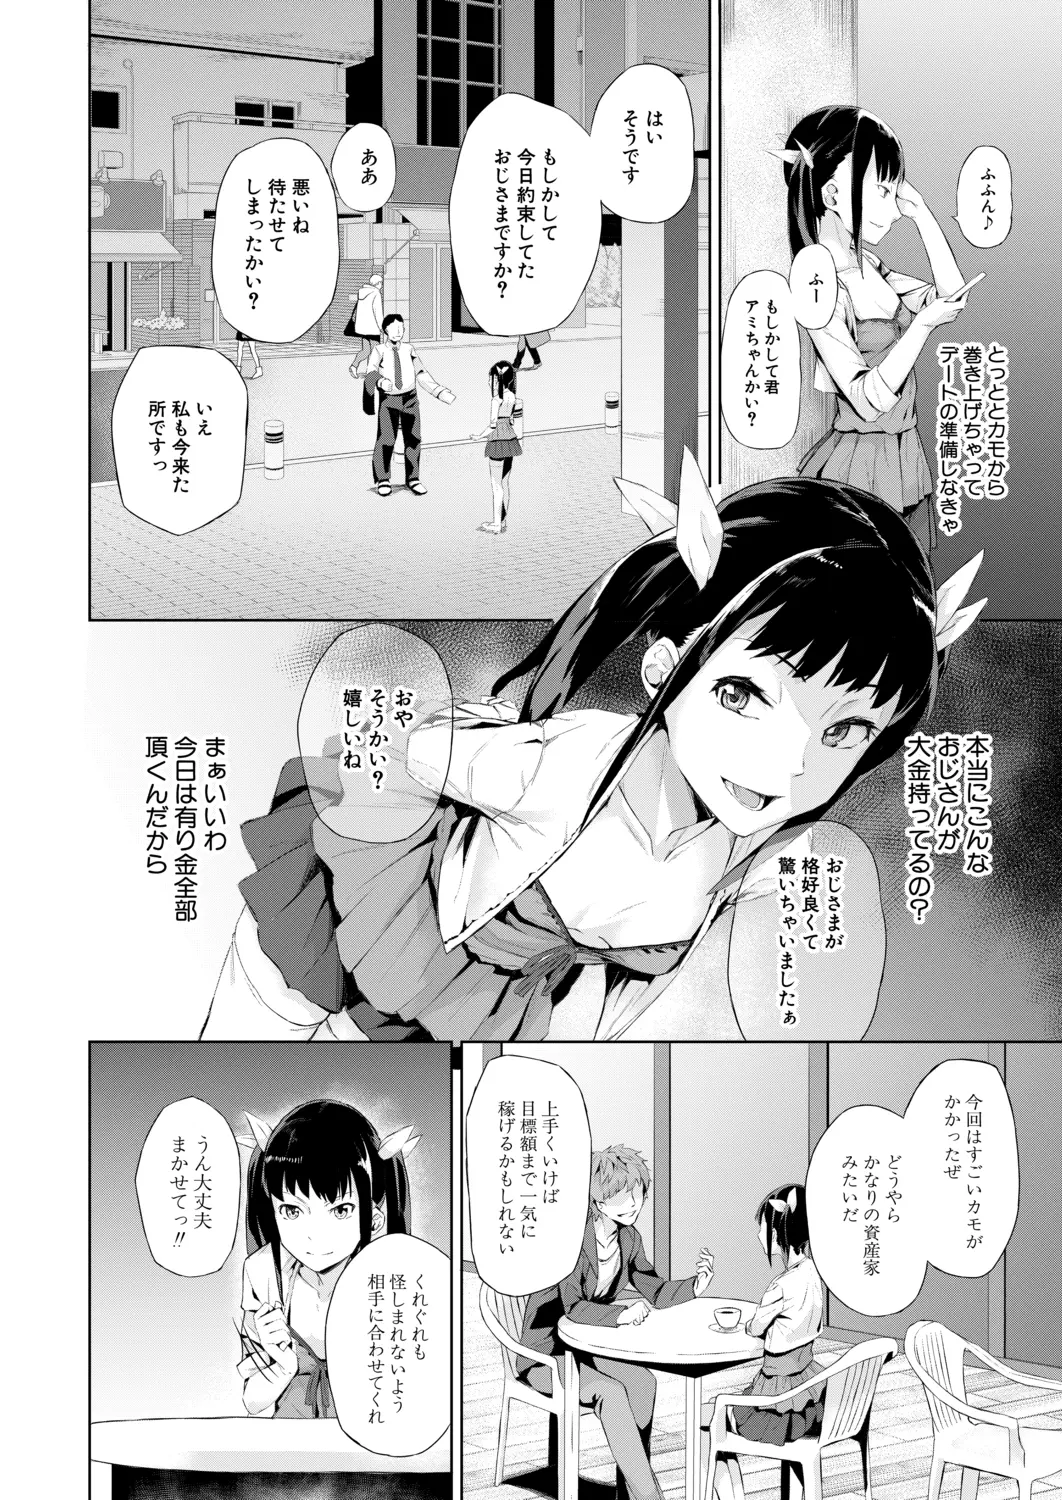 ふふん♪
とっととカモから
巻き上げちゃって
デートの準備しなきゃ
ふー
もしかして君
アミちゃんかい？
はい
そうです
もしかして
今日約束してた
おじさまですか？
ああ
悪いね
待たせて
しまったかい？
いえ
私も今来た
所ですっ
本当にこんな
おじさんが
大金持ってるの？
おじさまが
格好良くて
驚いちゃいましたぁ
おや
そうかい？
嬉しいね
まぁいいわ
今日は有り金全部
頂くんだから
今回はすごいカモが
かかったぜ
どうやら
かなりの資産家
みたいだ
上手くいけば
目標額まで一気に
稼げるかもしれない
くれぐれも
怪しまれないよう
相手に合わせてくれ
うん大丈夫
まかせてっ!!